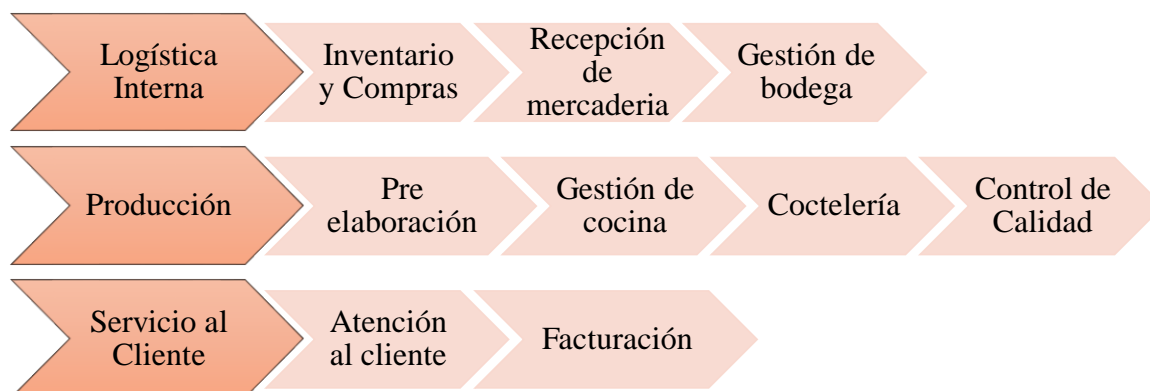 Logística
Interna
Inventario
y Compras
Recepción
de
mercaderia
Gestión de
bodega
Producción
Pre
elaboración
Gestión de
cocina
Coctelería
Control de
Calidad
Servicio al
Cliente
Atención
al cliente
Facturación